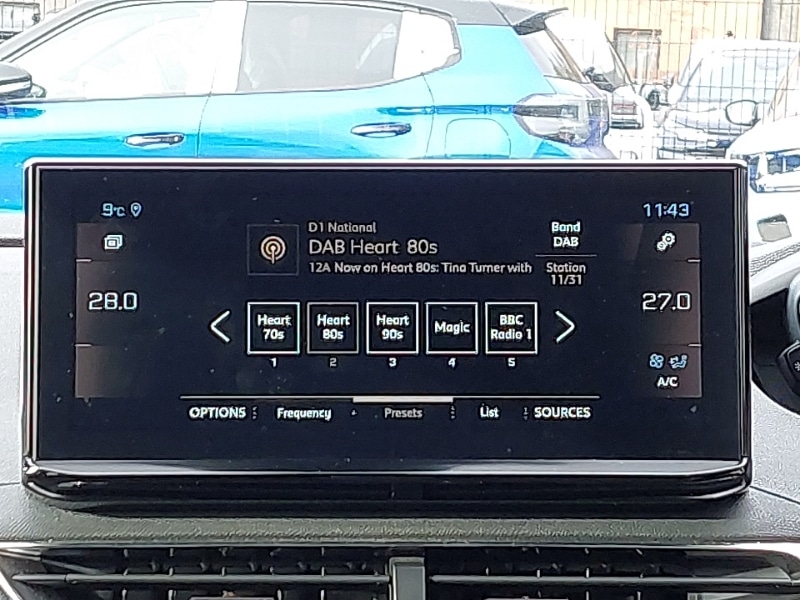 9°C
11:43
D1 National
DAB Heart 80s
12A Now on Heart 80s: Tina Turner with
Band
DAB
Station
11/31
28.0
27.0
Heart
70s
Heart
80s
Heart
90s
Magic
BBC
Radio 1
1
2
3
4
5
A/C
OPTIONS
Frequency
Presets
List
SOURCES